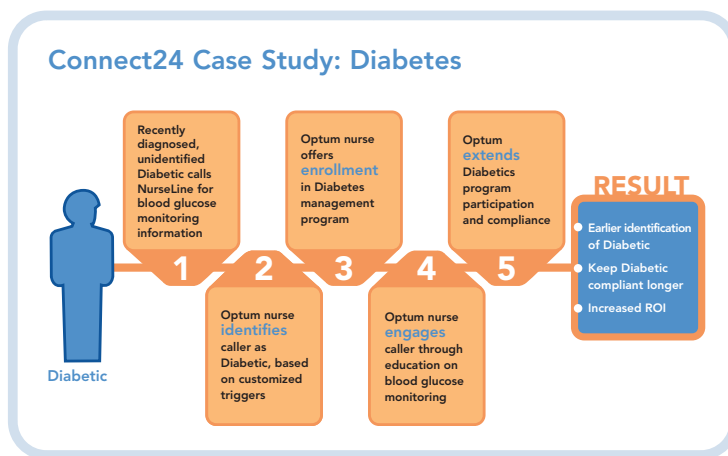 Connect24 Case Study: Diabetes
Diabetic
Recently
diagnosed,
unidentified
Diabetic calls
NurseLine for
blood glucose
monitoring
information
1
2
Optum nurse
identifies
caller as
Diabetic, based
on customized
triggers
Optum nurse
offers
enrollment
in Diabetes
management
program
3
4
Optum nurse
engages
caller through
education on
blood glucose
monitoring
Optum
extends
Diabetics
program
participation
and compliance
5
RESULT
Earlier identification
of Diabetic
Keep Diabetic
compliant longer
Increased ROI